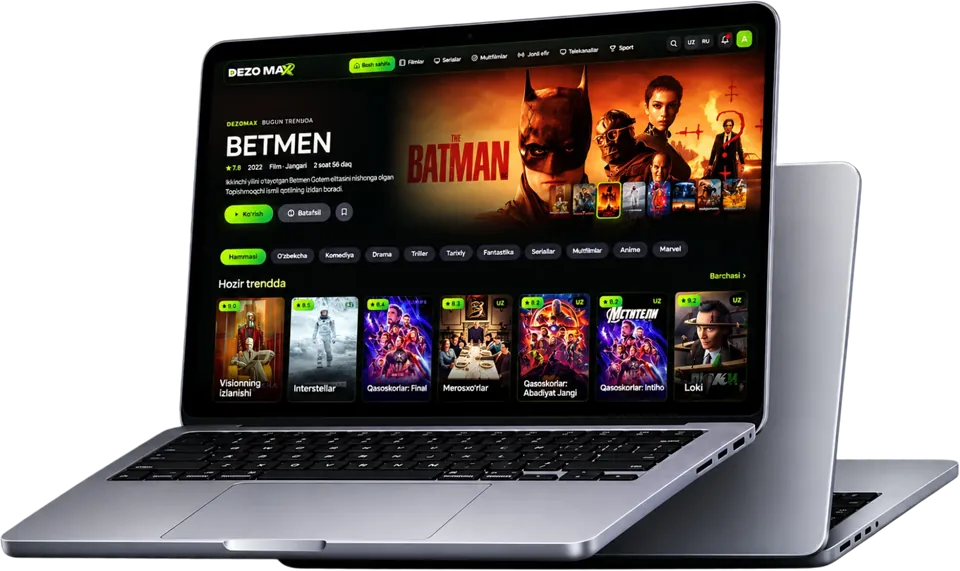 DEZO MAX
Bosh sahifa
Filmlar
Seriallar
Multfilmlar
Jonli efir
Telekanallar
Sport
UZ
RU
A
DEZOMAX BUGUN TRENDDA
BETMEN
7.8 2022 Film · Jangari 2 soat 56 daq
Ikkinchi yilini o'tayotgan Betmen Gotem elitasini nishonga olgan
Topishmoqchi ismli qotilning izidan boradi.
Ko'rish
Batafsil
THE
BATMAN
Hammasi
O'zbekcha
Komediya
Drama
Triller
Tarixiy
Fantastika
Seriallar
Multfilmlar
Anime
Marvel
Hozir trendda
Barchasi ›
8.0
8.5
8.4
8.3
UZ
8.2
UZ
8.2
UZ
9.2
UZ
МСТИТЕЛИ
Visionning
izlanishi
Interstellar
Qasoskorlar: Final
Merosxo'rlar
Qasoskorlar:
Abadiyat Jangi
Qasoskorlar: Intiho
Loki